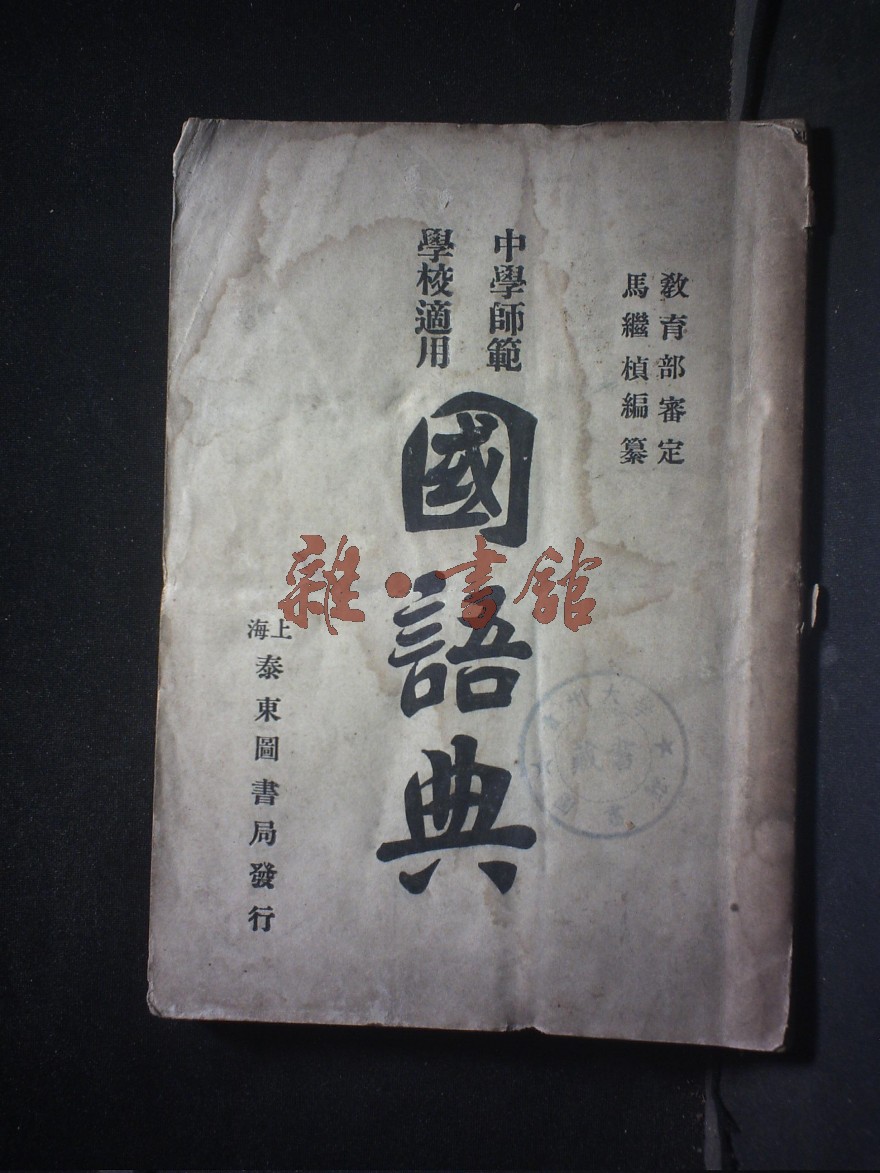 教育部審定
馬繼楨編纂
中學師範
學校適用
國語典
上海
泰東圖書局發行
雜·書館